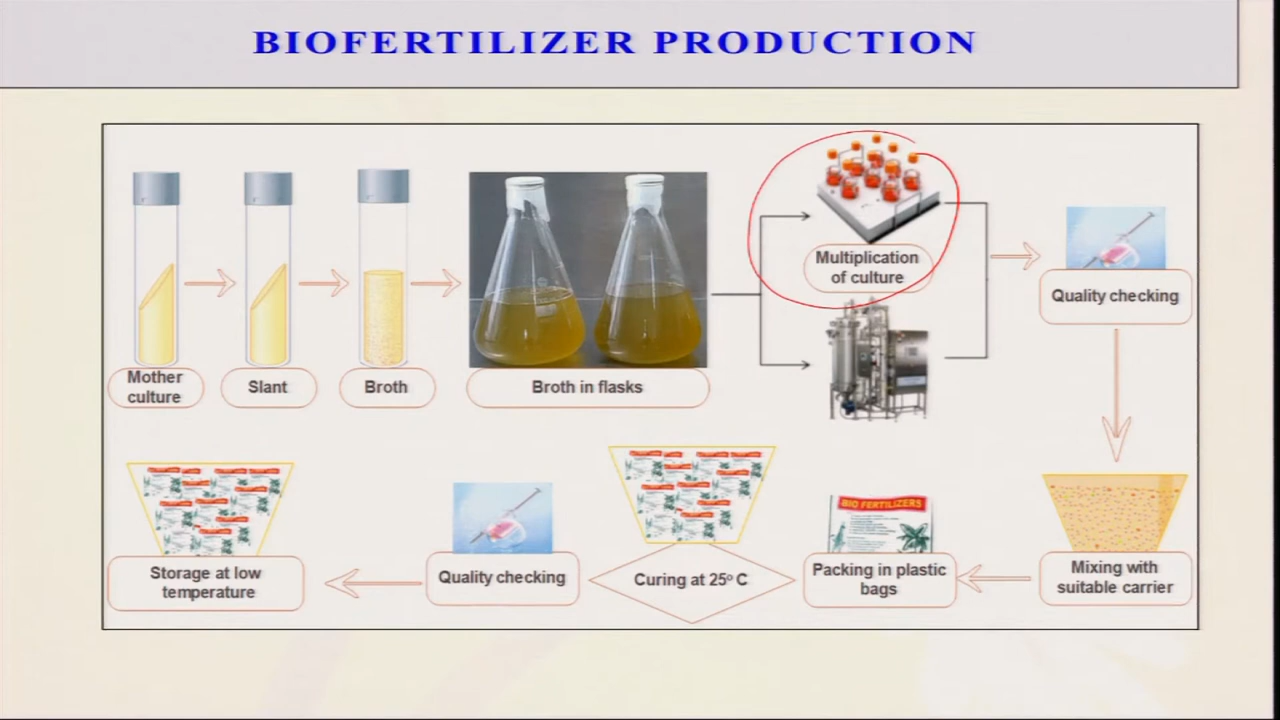 BIOFERTILIZER PRODUCTION
Mother
culture
Slant
Broth
Broth in flasks
Multiplication
of culture
Quality checking
Mixing with
suitable carrier
BIO FERTILIZERS
Packing in plastic
bags
Curing at 25º C
Quality checking
Storage at low
temperature